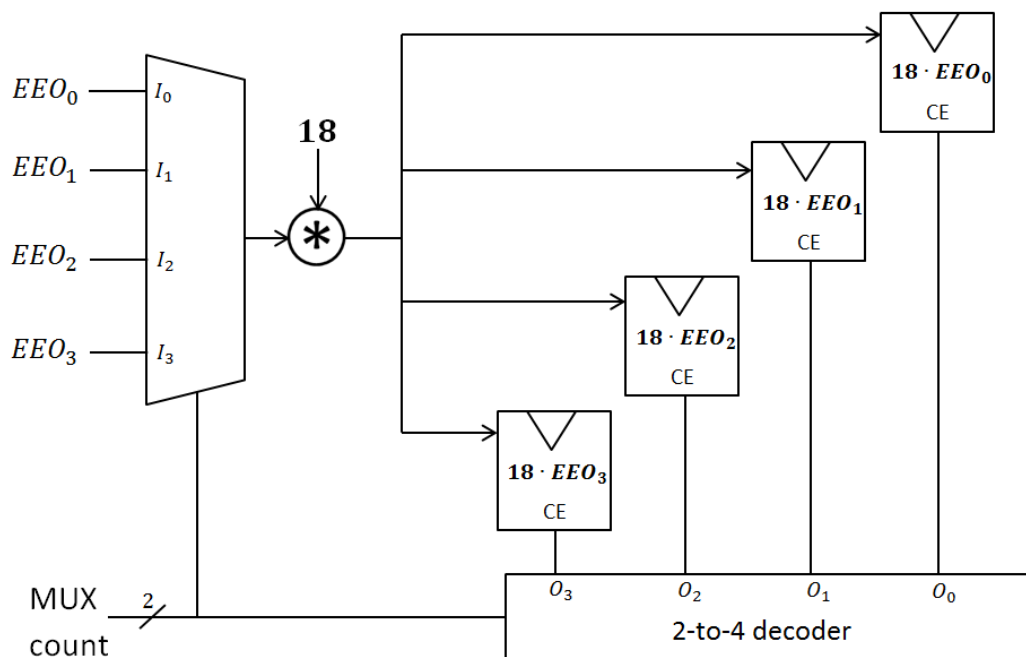 18 · EEO₀
CE
EEO₀
I₀
18
EEO₁
I₁
18 · EEO₁
CE
EEO₂
I₂
18 · EEO₂
CE
EEO₃
I₃
*
18 · EEO₃
CE
MUX
count
2
O₃
O₂
O₁
O₀
2-to-4 decoder